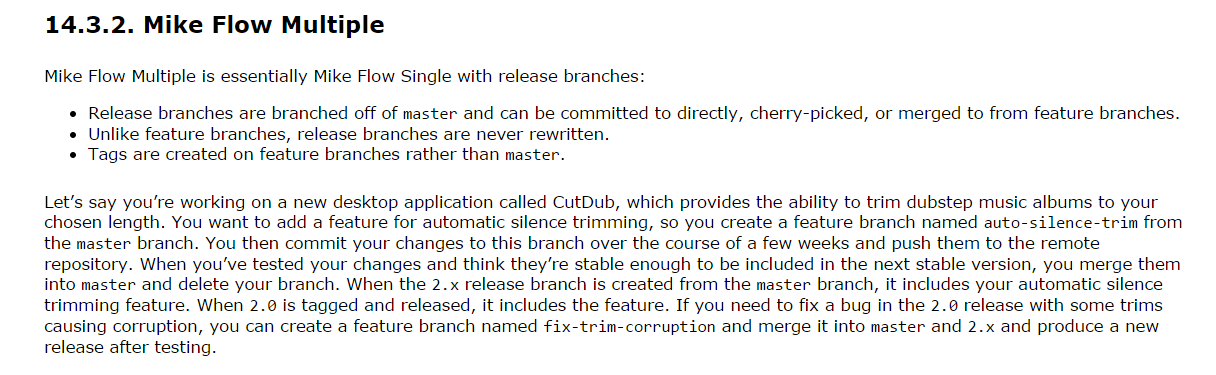 14.3.2. Mike Flow Multiple
Mike Flow Multiple is essentially Mike Flow Single with release branches:
• Release branches are branched off of master and can be committed to directly, cherry-picked, or merged to from feature branches.
• Unlike feature branches, release branches are never rewritten.
• Tags are created on feature branches rather than master.
Let’s say you’re working on a new desktop application called CutDub, which provides the ability to trim dubstep music albums to your
chosen length. You want to add a feature for automatic silence trimming, so you create a feature branch named auto-silence-trim from
the master branch. You then commit your changes to this branch over the course of a few weeks and push them to the remote
repository. When you’ve tested your changes and think they’re stable enough to be included in the next stable version, you merge them
into master and delete your branch. When the 2.x release branch is created from the master branch, it includes your automatic silence
trimming feature. When 2.0 is tagged and released, it includes the feature. If you need to fix a bug in the 2.0 release with some trims
causing corruption, you can create a feature branch named fix-trim-corruption and merge it into master and 2.x and produce a new
release after testing.